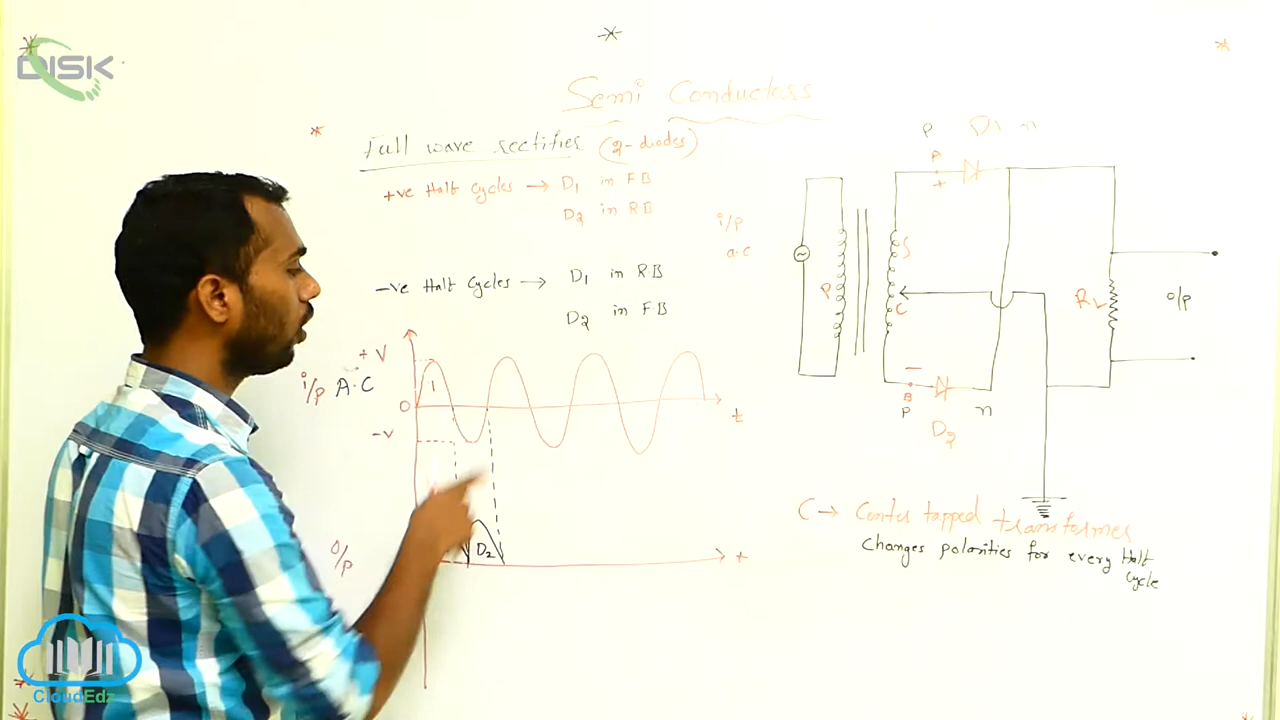 DISK
Semi Conductors
Full wave rectifier (2-diodes)
+ve Half Cycles → D1 in FB
D2 in RB
-ve Half Cycles → D1 in RB
D2 in FB
+V
i/p A.C
0
-v
1
t
o/p
D2
t
i/p
a.c
P
S
C
P
D1
n
A
+
-
B
P
n
D2
RL
o/p
C → Center tapped transformer
Changes polarities for every Half
Cycle
CloudEdz